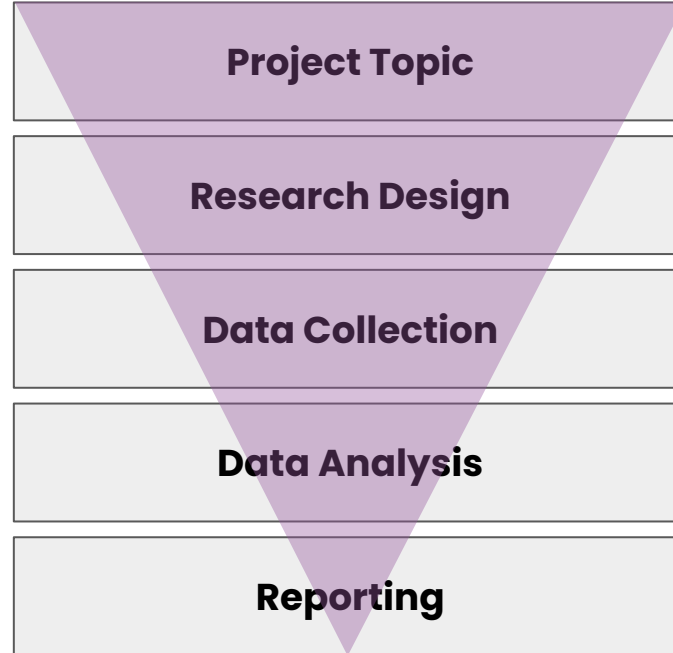 Project Topic
Research Design
Data Collection
Data Analysis
Reporting